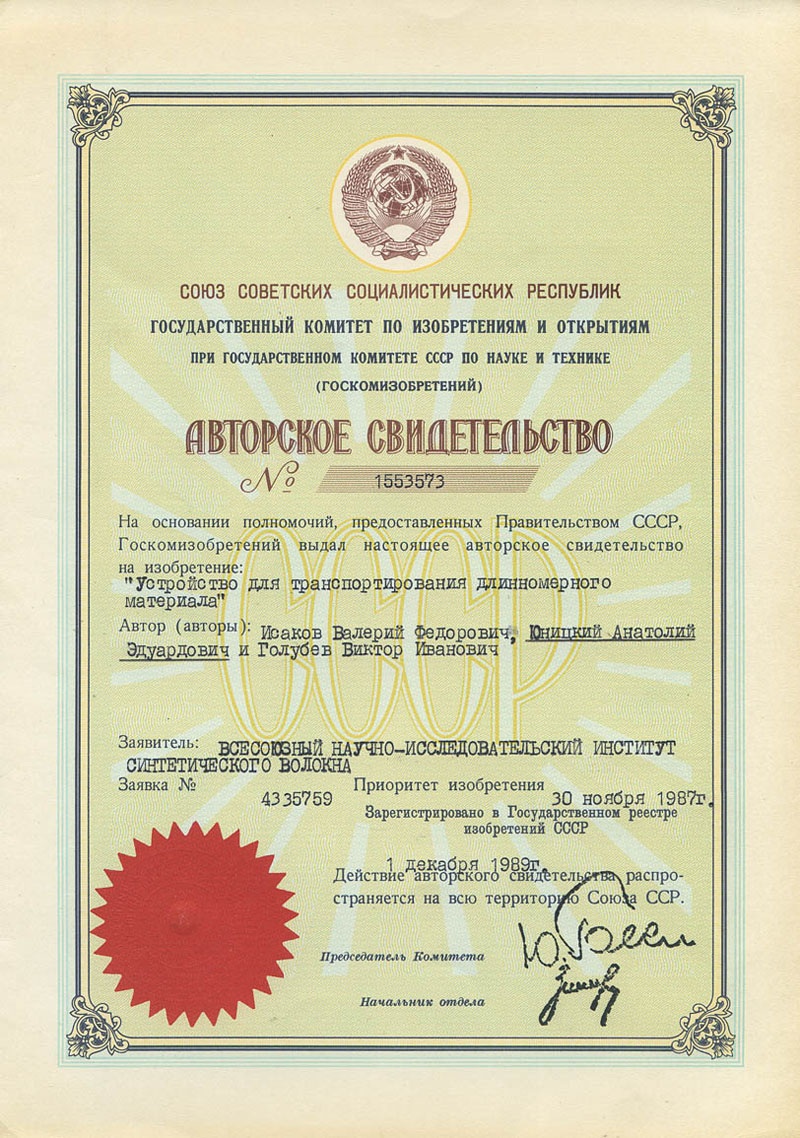 СОЮЗ СОВЕТСКИХ СОЦИАЛИСТИЧЕСКИХ РЕСПУБЛИК
ГОСУДАРСТВЕННЫЙ КОМИТЕТ ПО ИЗОБРЕТЕНИЯМ И ОТКРЫТИЯМ
ПРИ ГОСУДАРСТВЕННОМ КОМИТЕТЕ СССР ПО НАУКЕ И ТЕХНИКЕ
(ГОСКОМИЗОБРЕТЕНИЙ)
АВТОРСКОЕ СВИДЕТЕЛЬСТВО
№ 1553573
СССР
На основании полномочий, предоставленных Правительством СССР,
Госкомизобретений выдал настоящее авторское свидетельство
на изобретение:
"Устройство для транспортирования длинномерного
материала"
Автор (авторы): Исаков Валерий Федорович, Юницкий Анатолий
Эдуардович и Голубев Виктор Иванович
Заявитель: ВСЕСОЮЗНЫЙ НАУЧНО-ИССЛЕДОВАТЕЛЬСКИЙ ИНСТИТУТ
СИНТЕТИЧЕСКОГО ВОЛОКНА
Заявка № 4335759 Приоритет изобретения 30 ноября 1987г.
Зарегистрировано в Государственном реестре
изобретений СССР
1 декабря 1989г.
Действие авторского свидетельства распро-
страняется на всю территорию Союза ССР.
Председатель Комитета
Начальник отдела